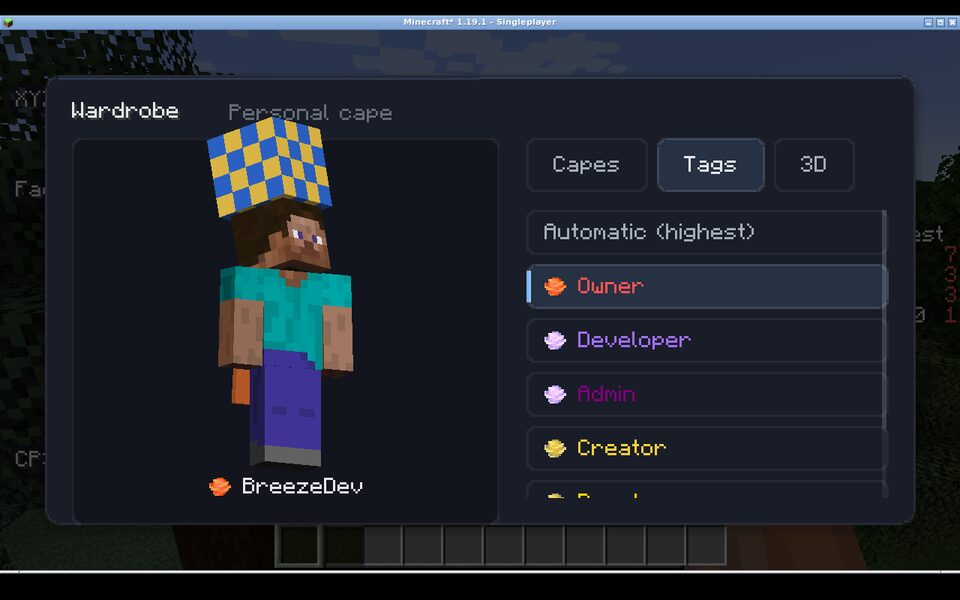 Minecraft* 1.19.1 - Singleplayer
Wardrobe
Personal cape
Capes
Tags
3D
Automatic (highest)
Owner
Developer
Admin
Creator
BreezeDev